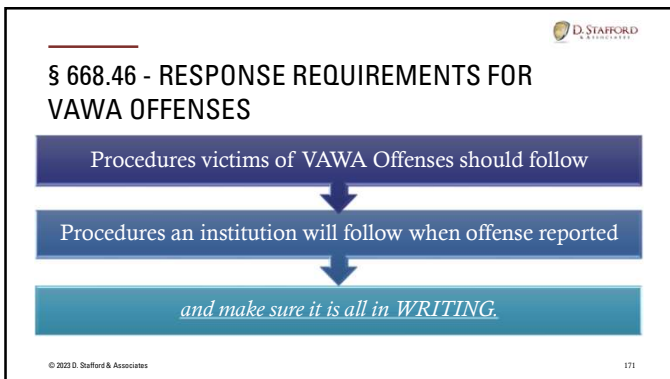 D. STAFFORD
& ASSOCIATES
§ 668.46 - RESPONSE REQUIREMENTS FOR
VAWA OFFENSES
Procedures victims of VAWA Offenses should follow
Procedures an institution will follow when offense reported
and make sure it is all in WRITING.
© 2023 D. Stafford & Associates
171